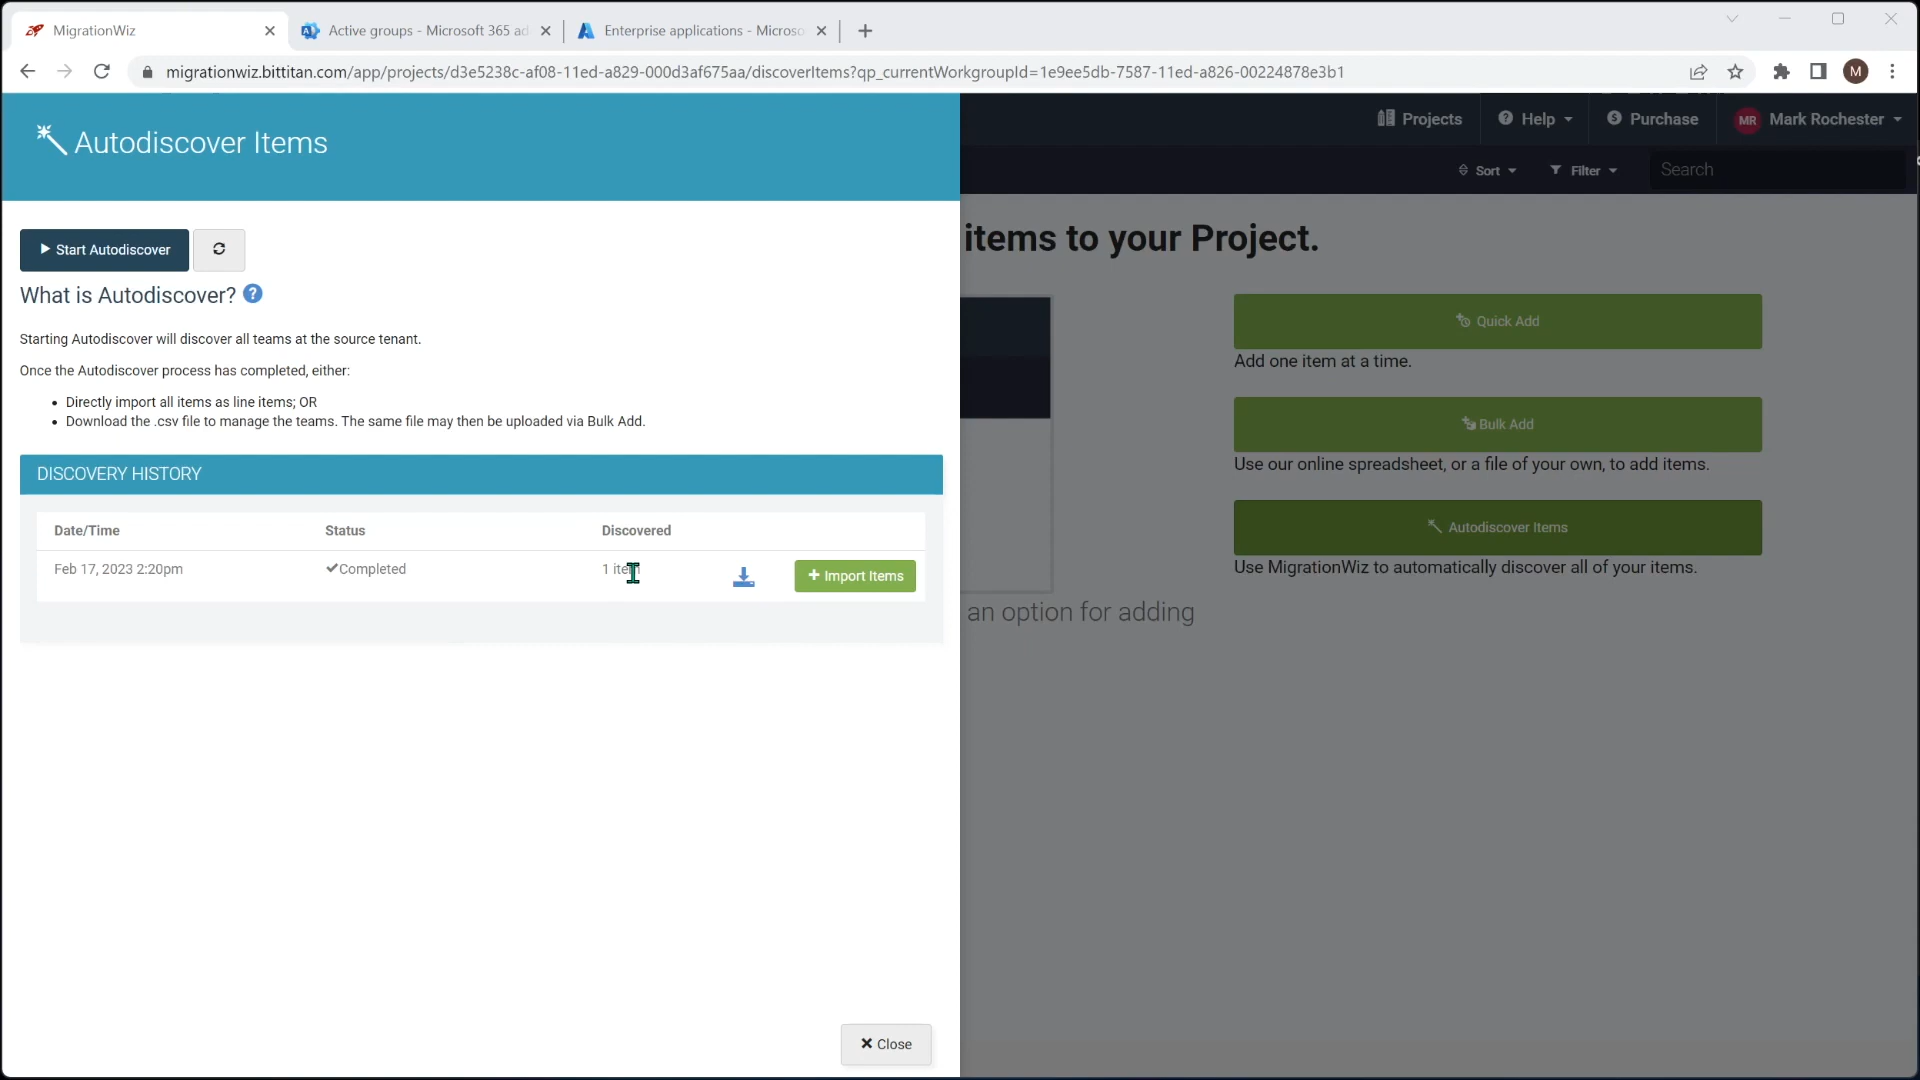 MigrationWiz
Active groups - Microsoft 365 ad
Enterprise applications - Microso
migrationwiz.bittitan.com/app/projects/d3e5238c-af08-11ed-a829-000d3af675aa/discoverItems?qp_currentWorkgroupId=1e9ee5db-7587-11ed-a826-00224878e3b1
M
Autodiscover Items
Projects
Help
Purchase
MR Mark Rochester
Sort
Filter
Search
Start Autodiscover
items to your Project.
What is Autodiscover?
Starting Autodiscover will discover all teams at the source tenant.
Once the Autodiscover process has completed, either:
• Directly import all items as line items; OR
• Download the .csv file to manage the teams. The same file may then be uploaded via Bulk Add.
Quick Add
Add one item at a time.
Bulk Add
Use our online spreadsheet, or a file of your own, to add items.
Autodiscover Items
Use MigrationWiz to automatically discover all of your items.
an option for adding
DISCOVERY HISTORY
Date/Time Status Discovered
Feb 17, 2023 2:20pm Completed 1 item Import Items
Close